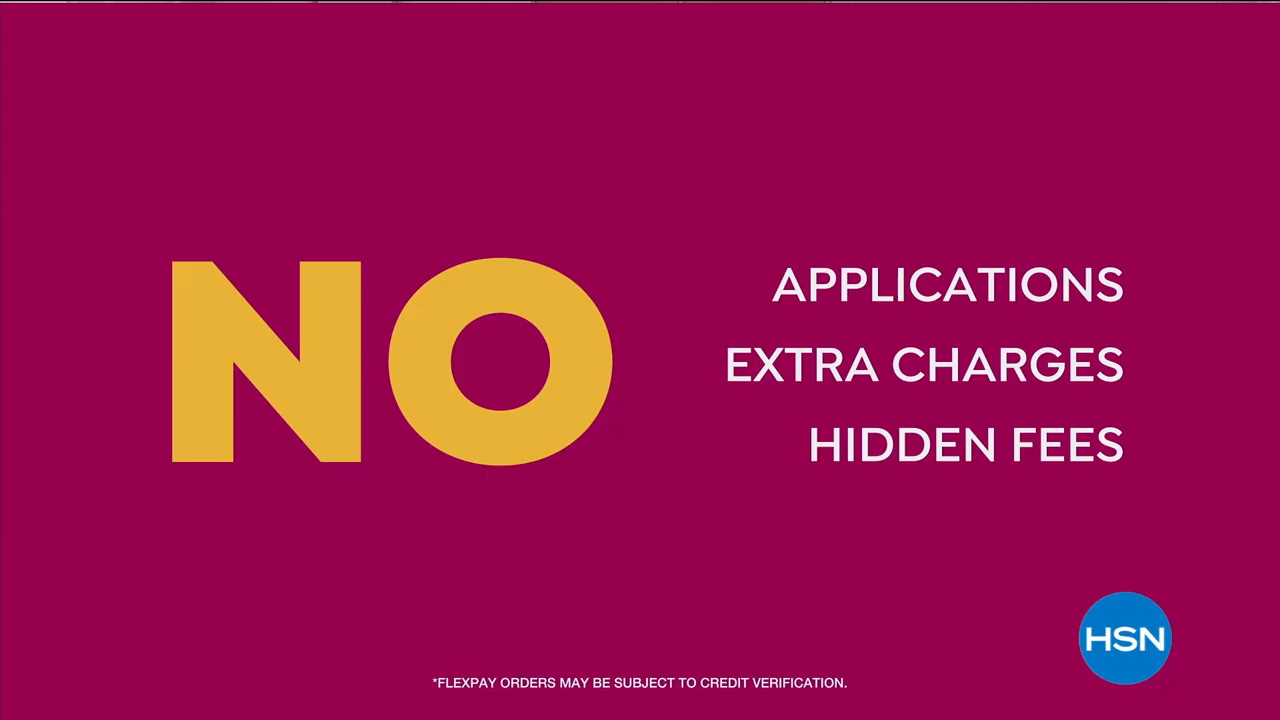 NO
APPLICATIONS
EXTRA CHARGES
HIDDEN FEES
HSN
*FLEXPAY ORDERS MAY BE SUBJECT TO CREDIT VERIFICATION.